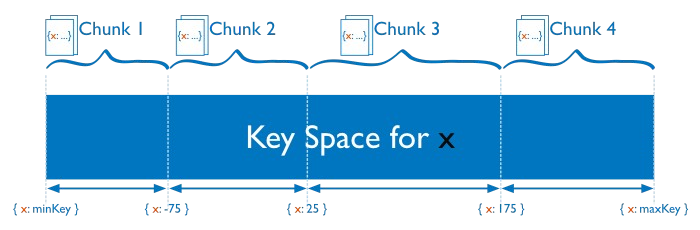 {x: ...} Chunk 1 {x: ...} Chunk 2 {x: ...} Chunk 3 {x: ...} Chunk 4
Key Space for x
{ x: minKey } { x: -75 } { x: 25 } { x: 175 } { x: maxKey }